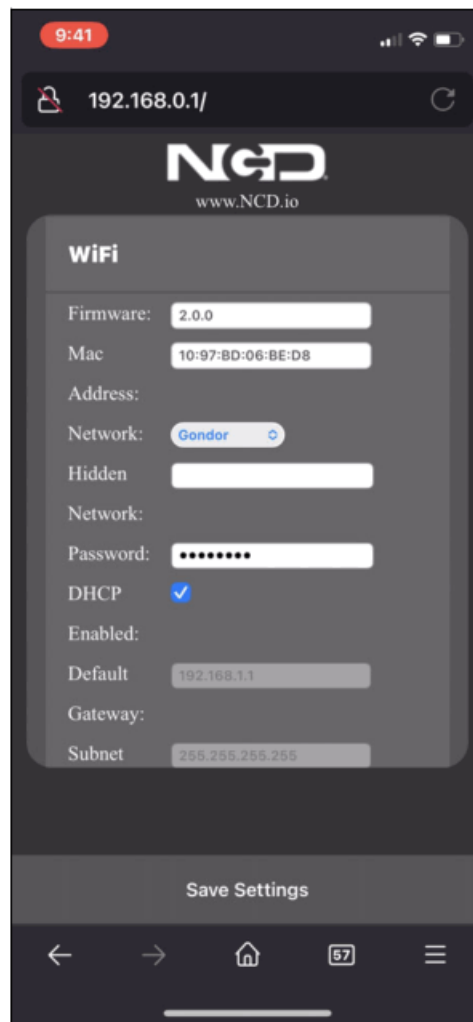 9:41
192.168.0.1/
NCD
www.NCD.io
WiFi
Firmware: 2.0.0
Mac 10:97:BD:06:BE:D8
Address:
Network: Gondor
Hidden
Network:
Password: ••••••••
DHCP
Enabled:
Default 192.168.1.1
Gateway:
Subnet 255.255.255.255
Save Settings
57